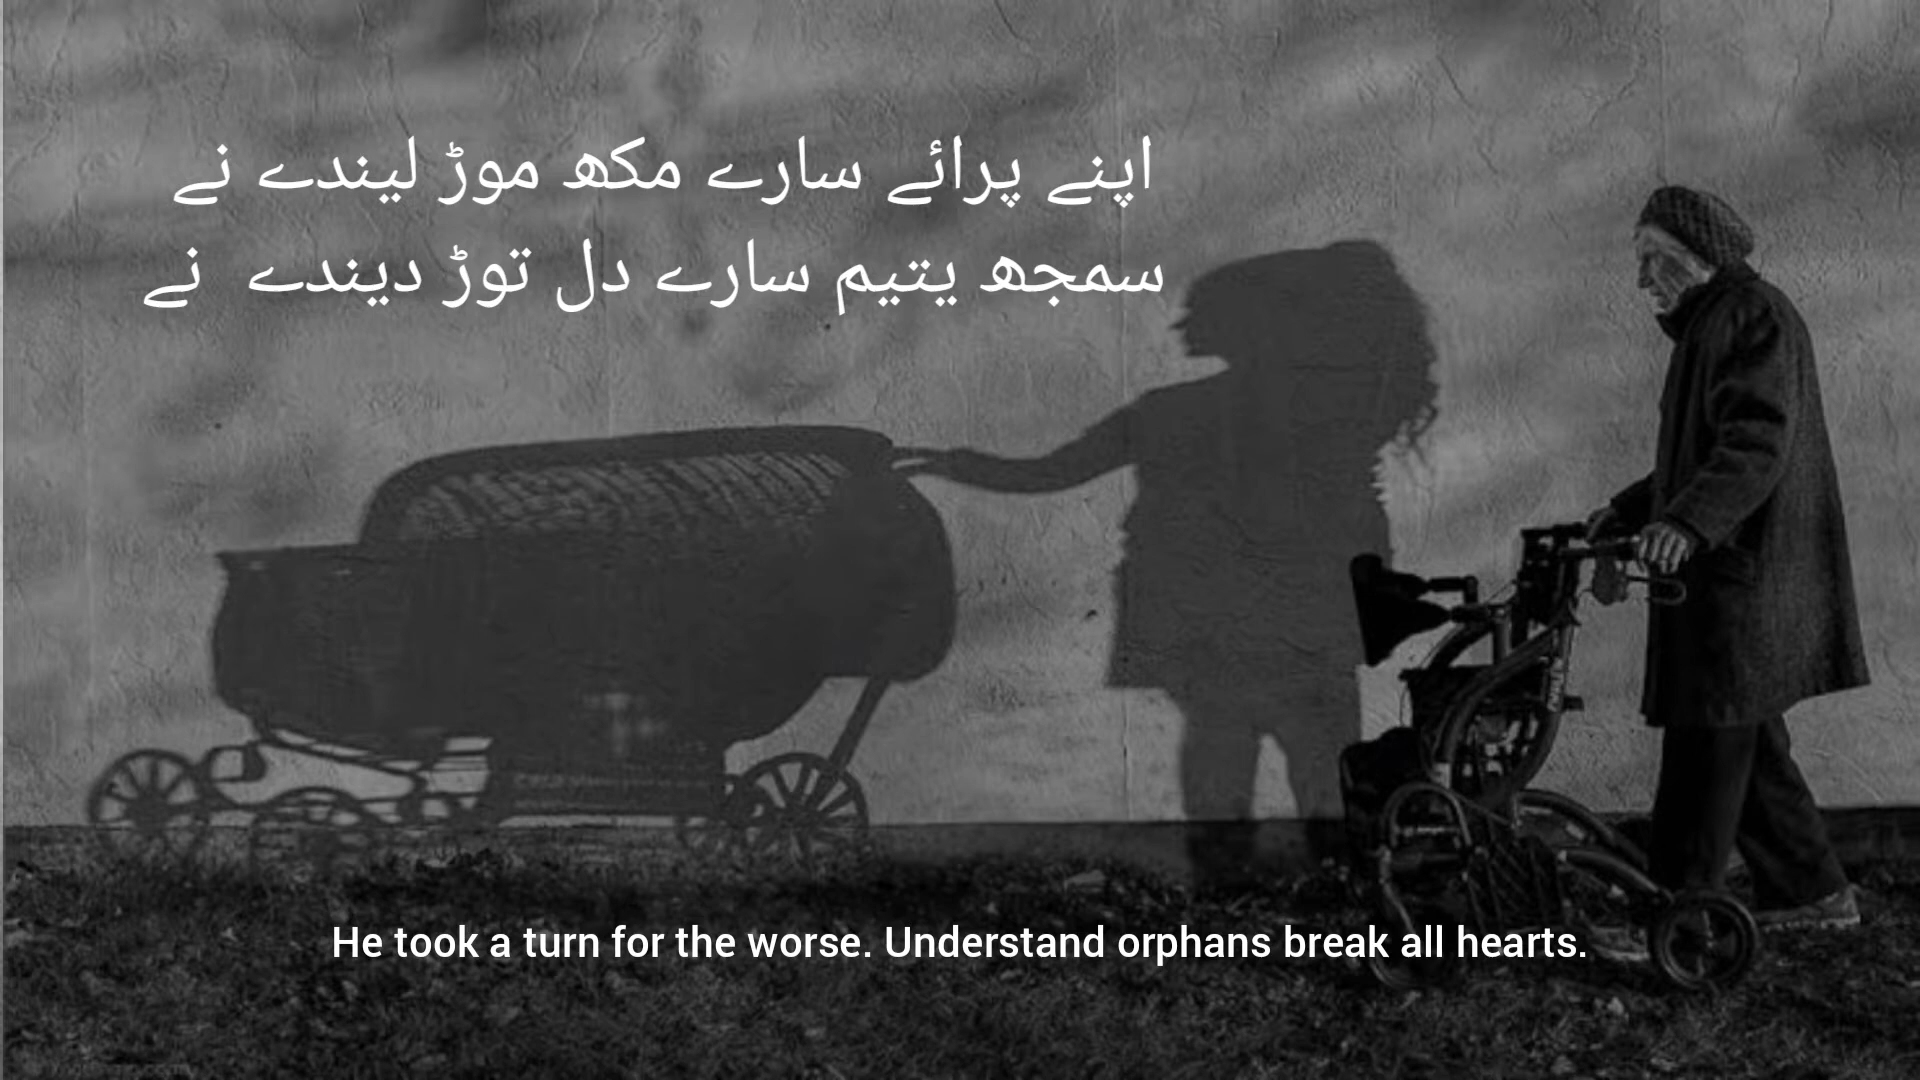 اپنے پرائے سارے مکھ موڑ لیندے نے
سمجھ یتیم سارے دل توڑ دیندے نے
He took a turn for the worse. Understand orphans break all hearts.